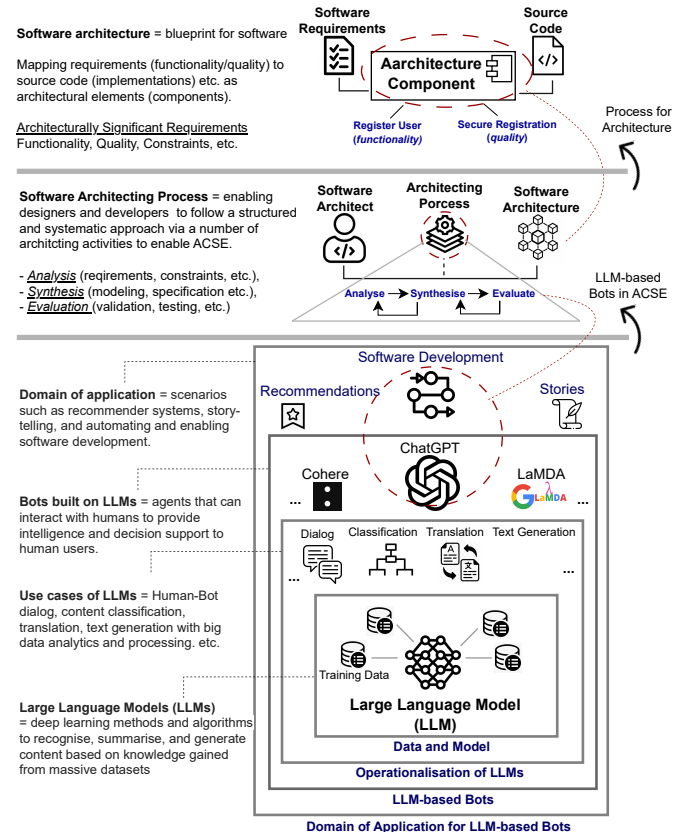 Software architecture = blueprint for software
Mapping requirements (functionality/quality) to
source code (implementations) etc. as
architectural elements (components).
Architecturally Significant Requirements
Functionality, Quality, Constraints, etc.
Software
Requirements
Source
Code
Aarchitecture
Component
Register User
(functionality)
Secure Registration
(quality)
Process for
Architecture
Software Architecting Process = enabling
designers and developers to follow a structured
and systematic approach via a number of
architcting activities to enable ACSE.
- Analysis (reqirements, constraints, etc.),
- Synthesis (modeling, specification etc.),
- Evaluation (validation, testing, etc.)
Software
Architect
Architecting
Porcess
Software
Architecture
Analyse
Synthesise
Evaluate
LLM-based
Bots in ACSE
Domain of application = scenarios
such as recommender systems, story-
telling, and automating and enabling
software development.
Bots built on LLMs = agents that can
interact with humans to provide
intelligence and decision support to
human users.
Use cases of LLMs = Human-Bot
dialog, content classification,
translation, text generation with big
data analytics and processing. etc.
Large Language Models (LLMs)
= deep learning methods and algorithms
to recognise, summarise, and generate
content based on knowledge gained
from massive datasets
Software Development
Recommendations
Stories
ChatGPT
Cohere
LaMDA
...
G LaMDA
...
Dialog
Classification
Translation
Text Generation
A
文
...
...
Training Data
Large Language Model
(LLM)
Data and Model
Operationalisation of LLMs
LLM-based Bots
Domain of Application for LLM-based Bots